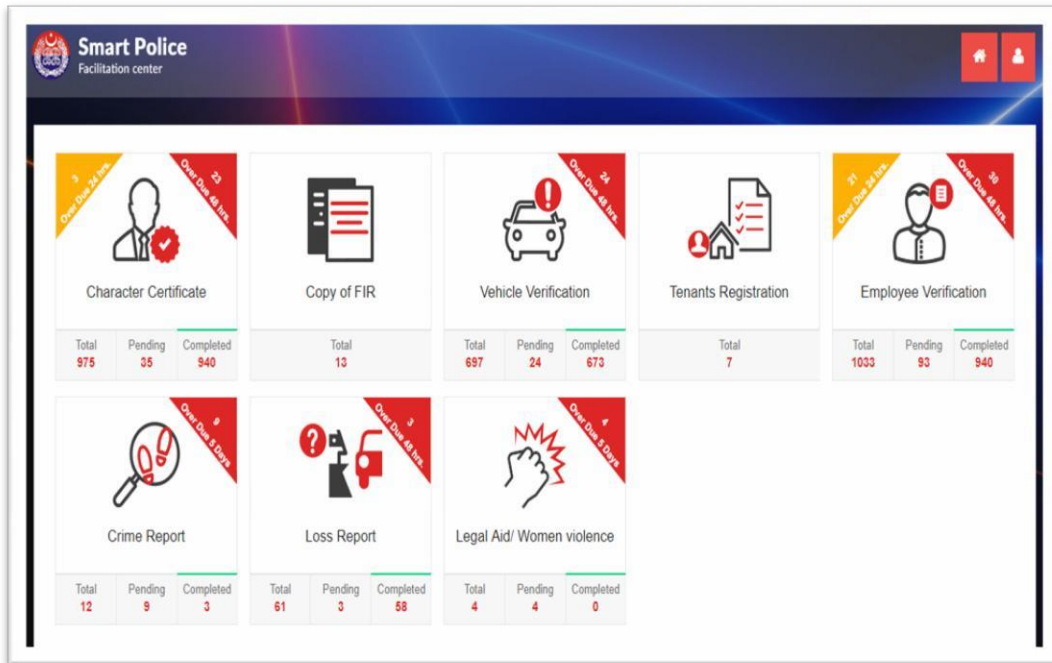 Smart Police
Facilitation center
3
Over Due 24 hrs.
23
Over Due 48 hrs.
Character Certificate
Total Pending Completed
975 35 940
Copy of FIR
Total
13
24
Over Due 48 hrs.
Vehicle Verification
Total Pending Completed
697 24 673
Tenants Registration
Total
7
21
Over Due 24 hrs.
30
Over Due 48 hrs.
Employee Verification
Total Pending Completed
1033 93 940
9
Over Due 5 Days
Crime Report
Total Pending Completed
12 9 3
3
Over Due 48 hrs.
Loss Report
Total Pending Completed
61 3 58
4
Over Due 5 Days
Legal Aid/ Women violence
Total Pending Completed
4 4 0